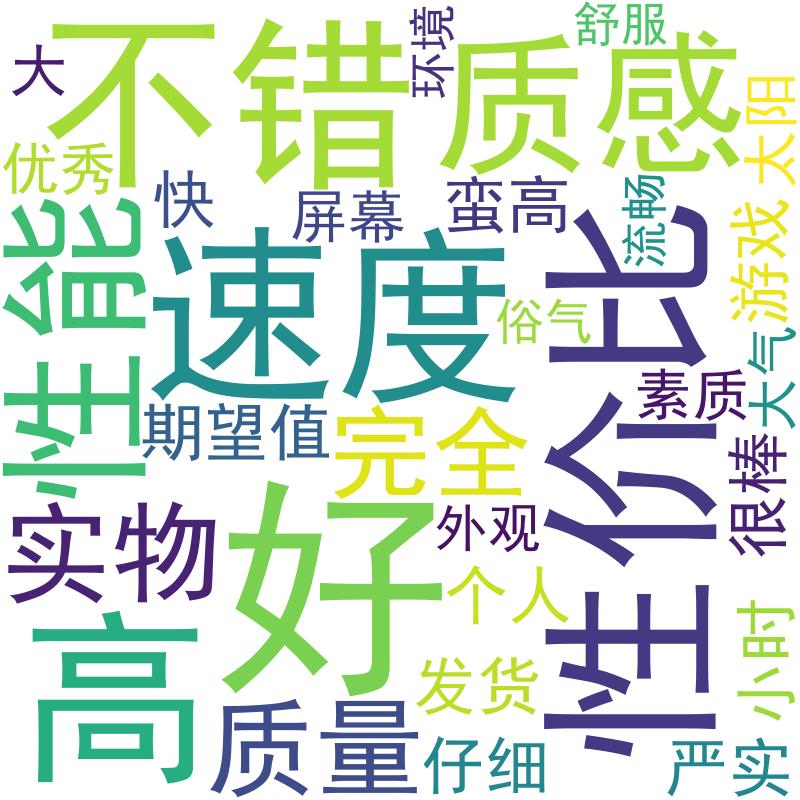 不错
质感
环境
舒服
大
太阳
优秀
快
屏幕
蛮高
流畅
性能
速度
性价比
游戏
俗气
大气
素质
期望值
完全
很棒
实物
好
外观
个人
小时
高
发货
质量
仔细
严实